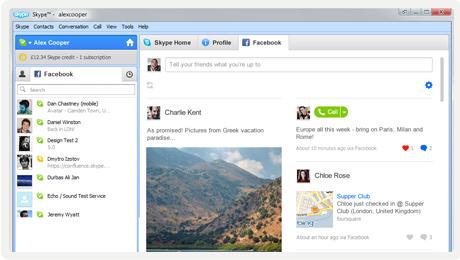 Skype™ - alexcooper
Skype Contacts Conversation Call View Tools Help
Alex Cooper
£12.34 Skype credit - 1 subscription
Facebook
Search
Dan Chastney (mobile)
Avatar - Camden Town, U
Daniel Winston
Back in LDN!
Design Test 2
5.0
Dmytro Izotov
https://confluence.skype...
Durbas Ali Jan
Echo / Sound Test Service
Jeremy Wyatt
Skype Home
Profile
Facebook
Tell your friends what you're up to
Charlie Kent
As promised! Pictures from Greek vacation
paradise...
Call
Europe all this week - bring on Paris, Milan and
Rome!
About 10 minutes ago via Facebook
1
2
Chloe Rose
Supper Club
Chloe just checked in @ Supper
Club (London, United Kingdom)
foursquare
About an hour ago via Facebook